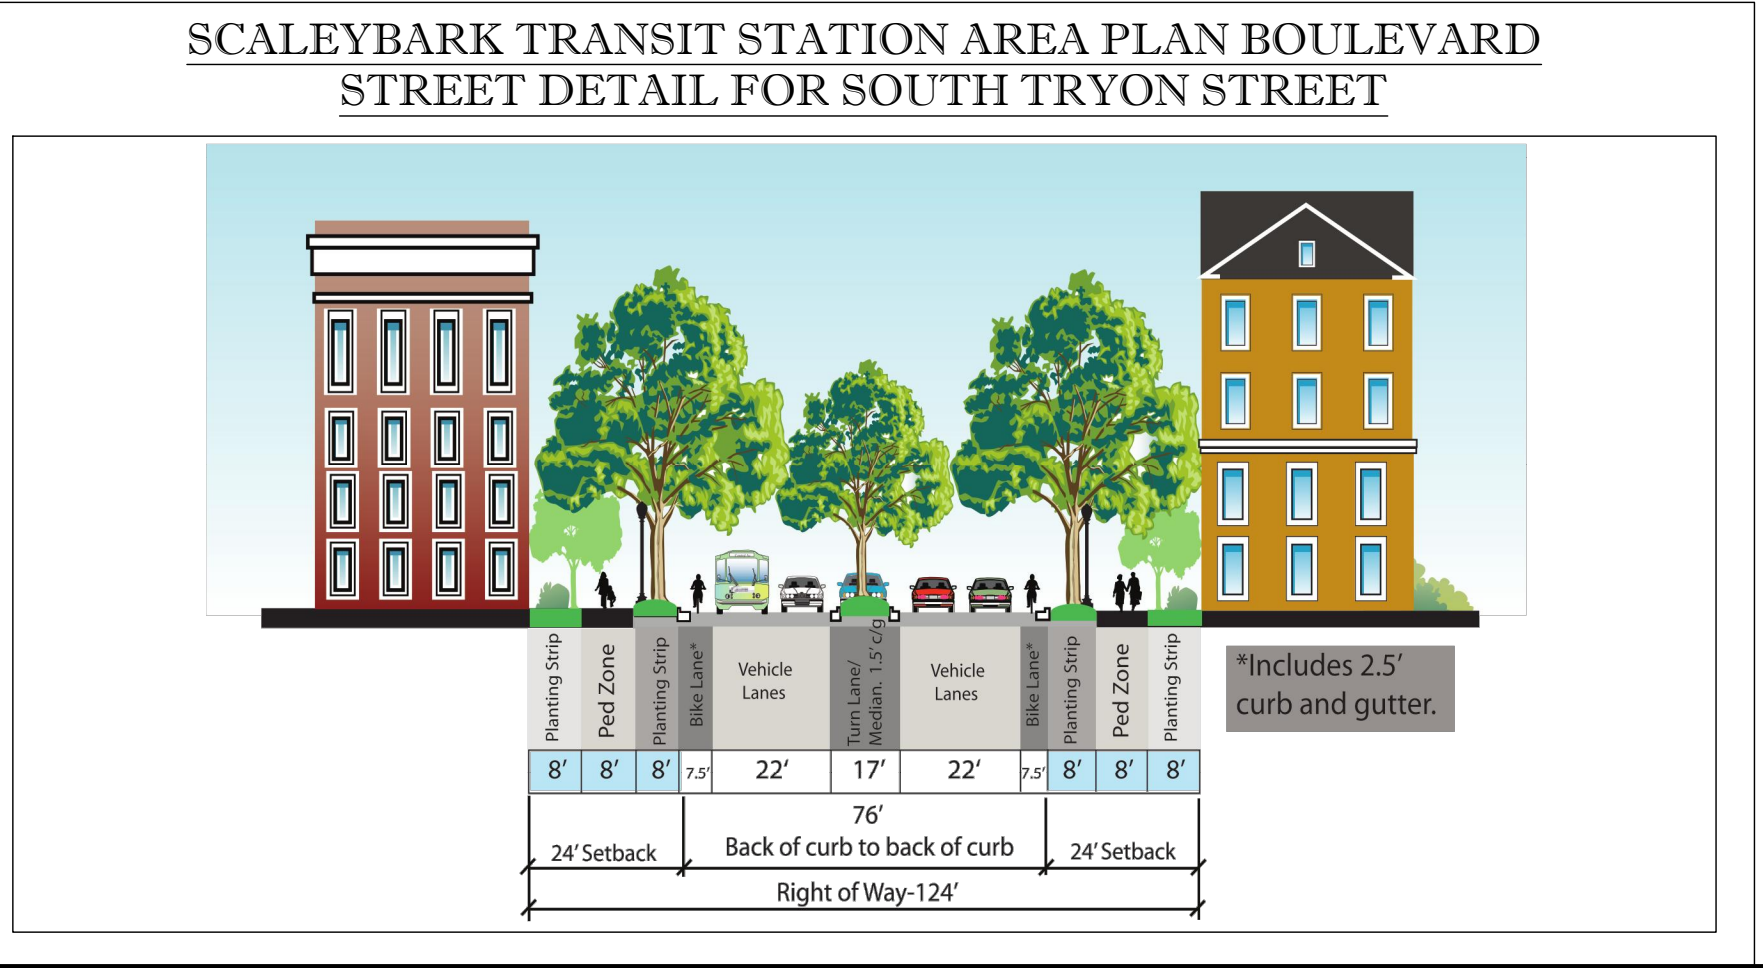 SCALEYBARK TRANSIT STATION AREA PLAN BOULEVARD
STREET DETAIL FOR SOUTH TRYON STREET
Planting Strip
Ped Zone
Planting Strip
Bike Lane*
Vehicle
Lanes
Turn Lane/
Median. 1.5’ c/g
Vehicle
Lanes
Bike Lane*
Planting Strip
Ped Zone
Planting Strip
*Includes 2.5’
curb and gutter.
8’ 8’ 8’ 7.5’ 22‘ 17’ 22‘ 7.5’ 8’ 8’ 8’
76’
24’ Setback Back of curb to back of curb 24’ Setback
Right of Way-124’